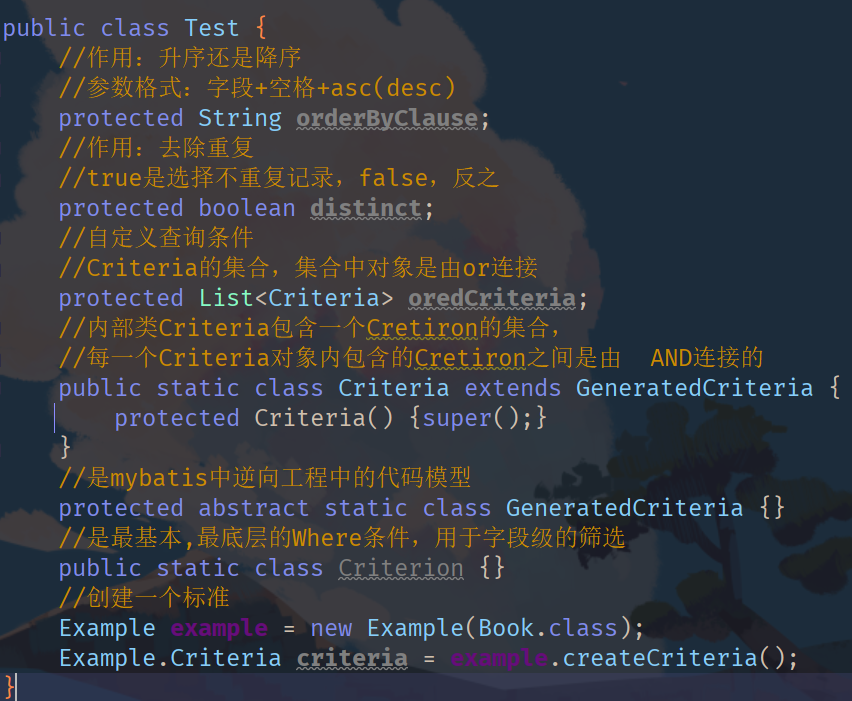 public class Test {
//作用：升序还是降序
//参数格式：字段+空格+asc(desc)
protected String orderByClause;
//作用：去除重复
//true是选择不重复记录，false，反之
protected boolean distinct;
//自定义查询条件
//Criteria的集合，集合中对象是由or连接
protected List<Criteria> oredCriteria;
//内部类Criteria包含一个Cretiron的集合，
//每一个Criteria对象内包含的Cretiron之间是由  AND连接的
public static class Criteria extends GeneratedCriteria {
protected Criteria() {super();}
}
//是mybatis中逆向工程中的代码模型
protected abstract static class GeneratedCriteria {}
//是最基本,最底层的Where条件，用于字段级的筛选
public static class Criterion {}
//创建一个标准
Example example = new Example(Book.class);
Example.Criteria criteria = example.createCriteria();
}